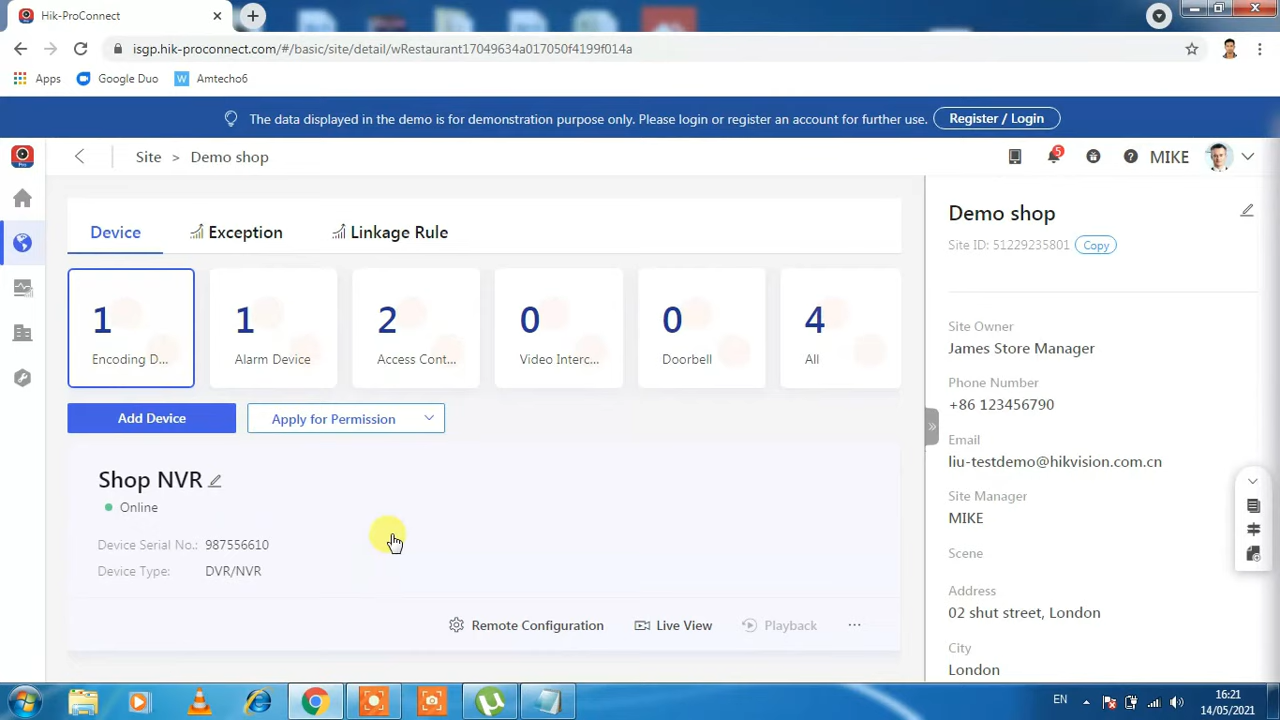 Hik-ProConnect
isgp.hik-proconnect.com/#/basic/site/detail/wRestaurant17049634a017050f4199f014a
Apps Google Duo W Amtecho6
The data displayed in the demo is for demonstration purpose only. Please login or register an account for further use. Register / Login
Site > Demo shop 5 ? MIKE
Device Exception Linkage Rule
1 1 2 0 0 4
Encoding D... Alarm Device Access Cont... Video Interc... Doorbell All
Add Device Apply for Permission
Shop NVR
Online
Device Serial No.: 987556610
Device Type: DVR/NVR
Remote Configuration Live View Playback ...
Demo shop
Site ID: 51229235801 Copy
Site Owner
James Store Manager
Phone Number
+86 123456790
Email
liu-testdemo@hikvision.com.cn
Site Manager
MIKE
Scene
Address
02 shut street, London
City
London
EN 16:21
14/05/2021